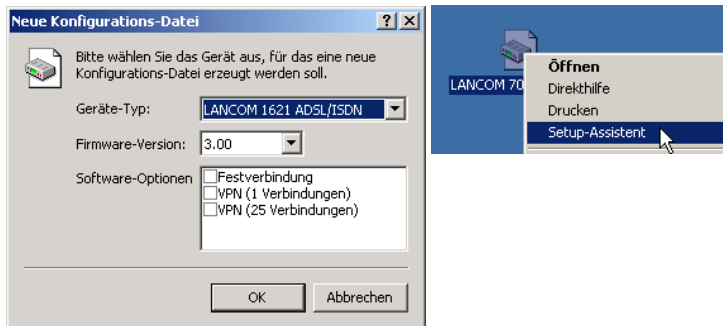 Neue Konfigurations-Datei
Bitte wählen Sie das Gerät aus, für das eine neue
Konfigurations-Datei erzeugt werden soll.
Geräte-Typ:
LANCOM 1621 ADSL/ISDN
Firmware-Version:
3.00
Software-Optionen
Festverbindung
VPN (1 Verbindungen)
VPN (25 Verbindungen)
OK
Abbrechen
LANCOM 70
Öffnen
Direkthilfe
Drucken
Setup-Assistent